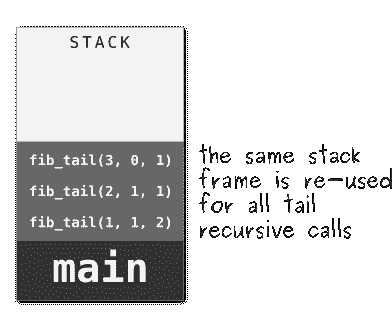 STACK
fib_tail(3, 0, 1)
fib_tail(2, 1, 1)
fib_tail(1, 1, 2)
main
the same stack
frame is re-used
for all tail
recursive calls